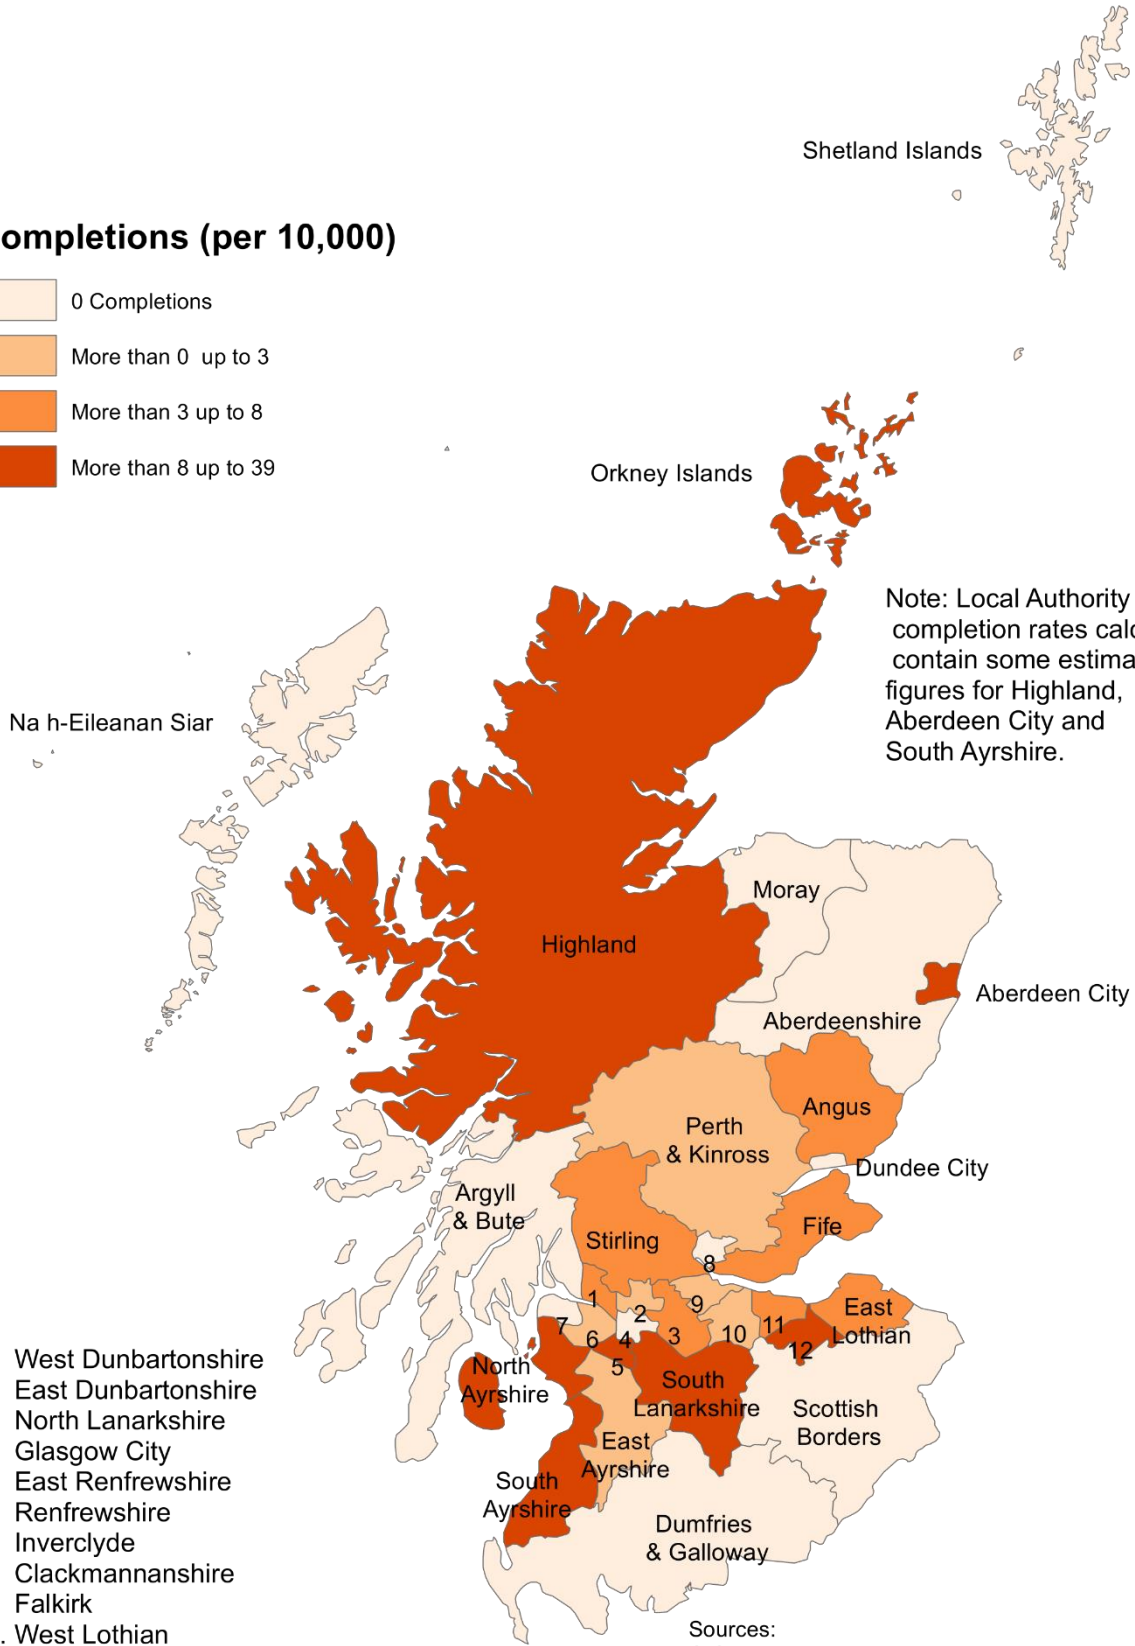 Shetland Islands
ompletions (per 10,000)
0 Completions
More than 0 up to 3
More than 3 up to 8
More than 8 up to 39
Orkney Islands
Note: Local Authority
completion rates calc
contain some estima
figures for Highland,
Aberdeen City and
South Ayrshire.
Na h-Eileanan Siar
Moray
Highland
Aberdeen City
Aberdeenshire
Angus
Perth
& Kinross
Dundee City
Argyll
& Bute
Fife
Stirling
8
1
9
2
East
Lothian
7
6
4
3
10
11
12
5
North
Ayrshire
South
Lanarkshire
Scottish
Borders
East
Ayrshire
South
Ayrshire
Dumfries
& Galloway
West Dunbartonshire
East Dunbartonshire
North Lanarkshire
Glasgow City
East Renfrewshire
Renfrewshire
Inverclyde
Clackmannanshire
Falkirk
. West Lothian
Sources: